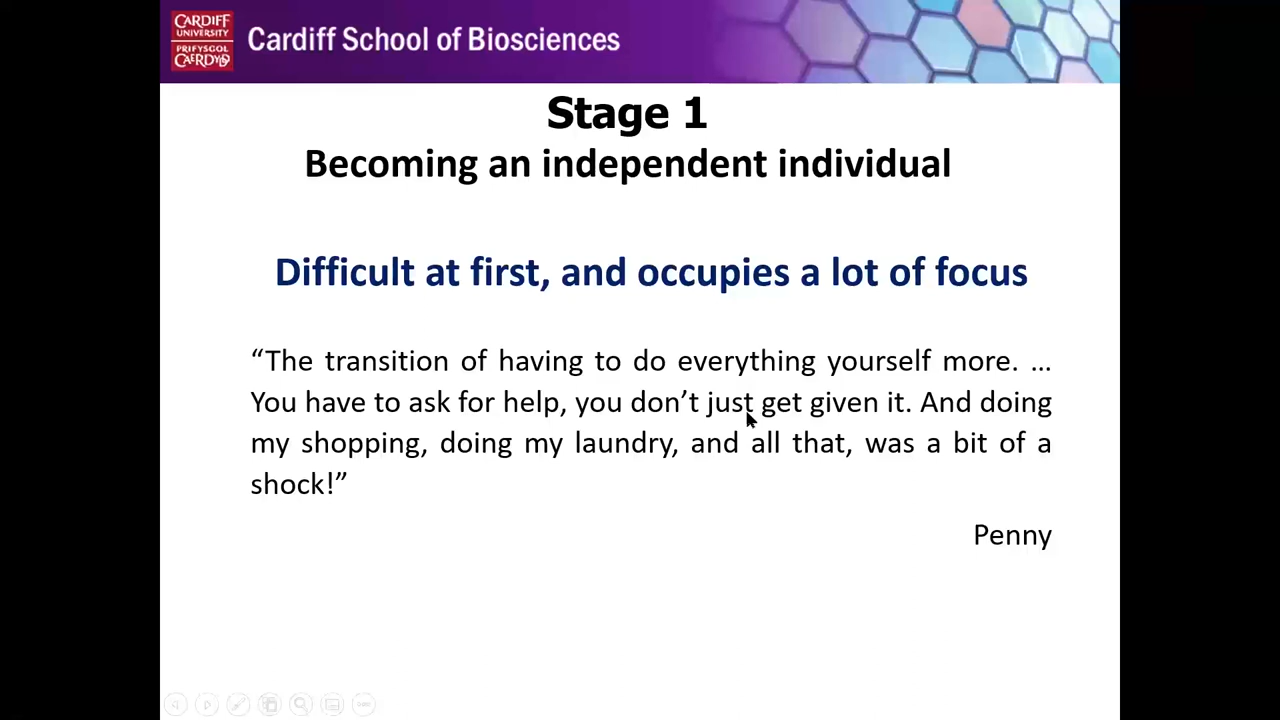 CARDIFF
UNIVERSITY
PRIFYSGOL
CAERDYDD
Cardiff School of Biosciences
Stage 1
Becoming an independent individual
Difficult at first, and occupies a lot of focus
“The transition of having to do everything yourself more. …
You have to ask for help, you don’t just get given it. And doing
my shopping, doing my laundry, and all that, was a bit of a
shock!”
Penny